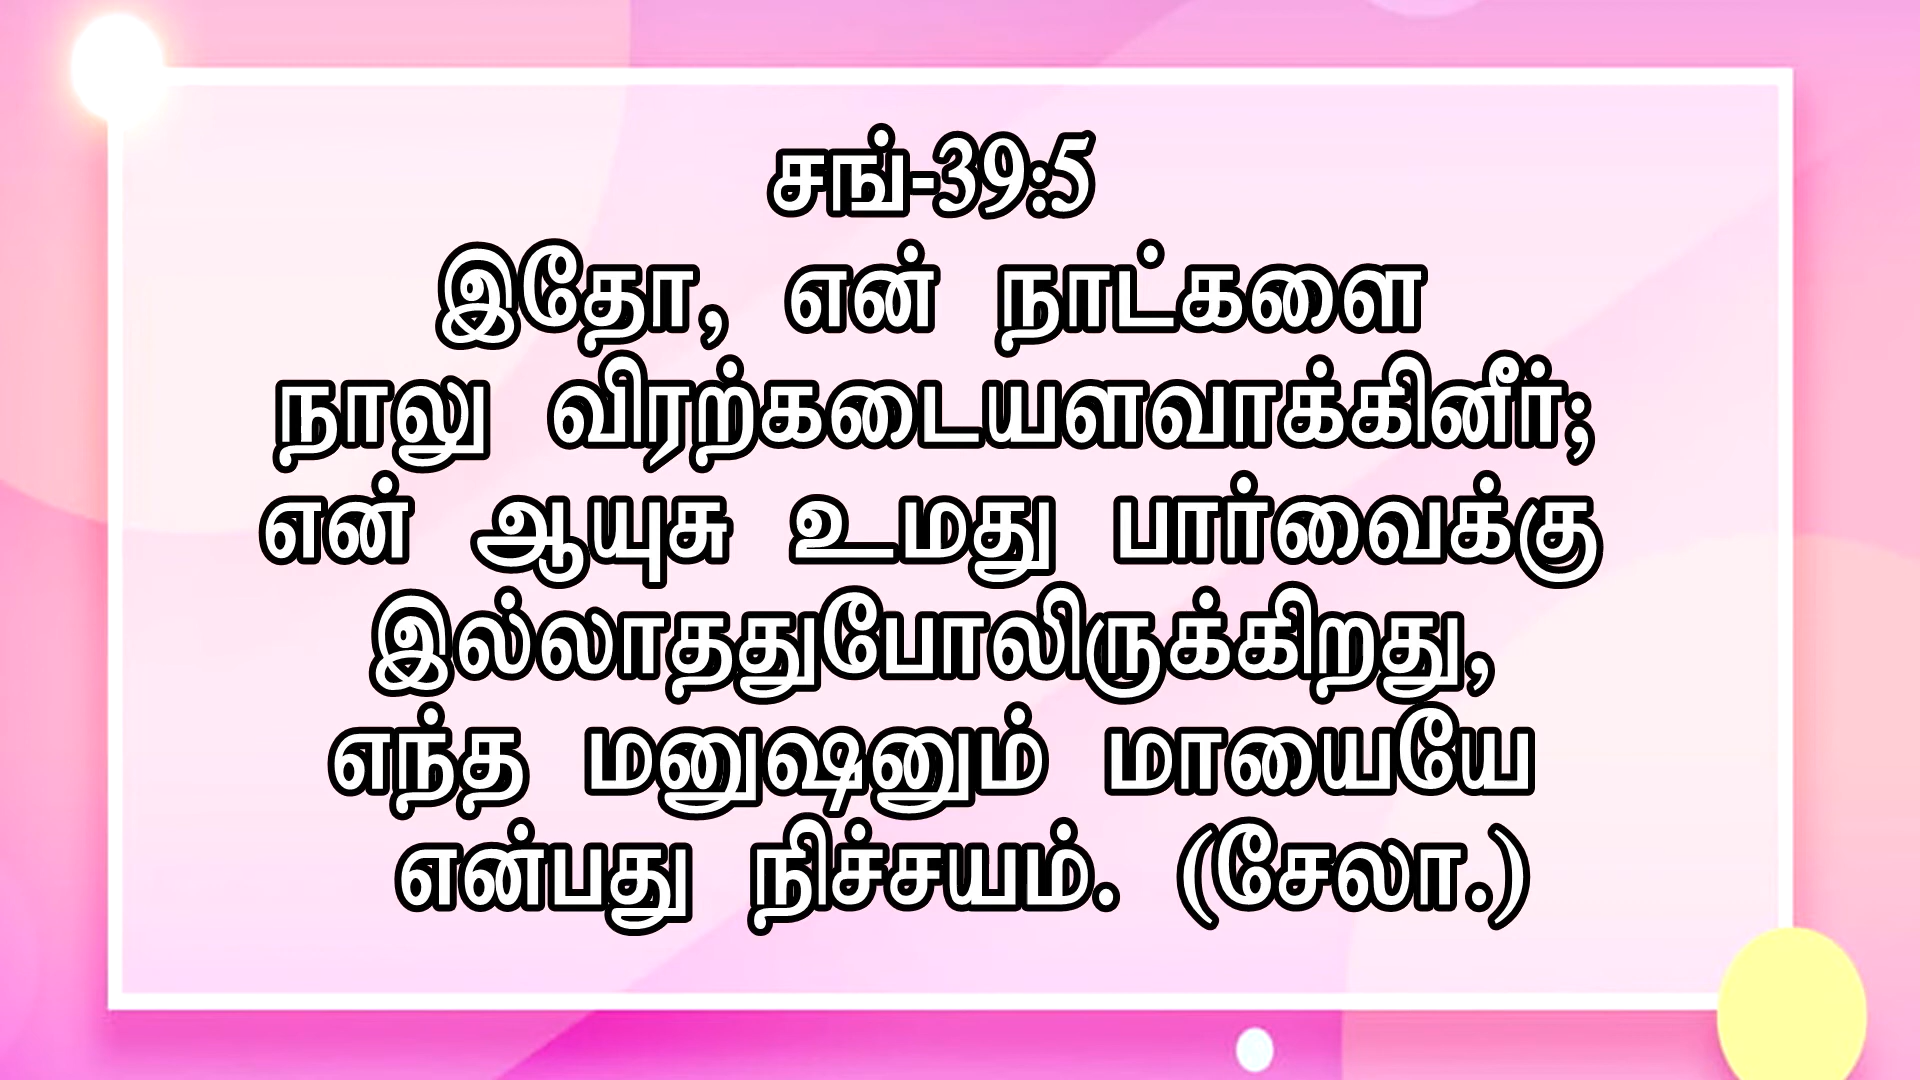 சங்-39:5
இதோ, என் நாட்களை
நாலு விரற்கடையளவாக்கினீர்;
என் ஆயுசு உமது பார்வைக்கு
இல்லாததுபோலிருக்கிறது,
எந்த மனுஷனும் மாயையே
என்பது நிச்சயம். (சேலா.)